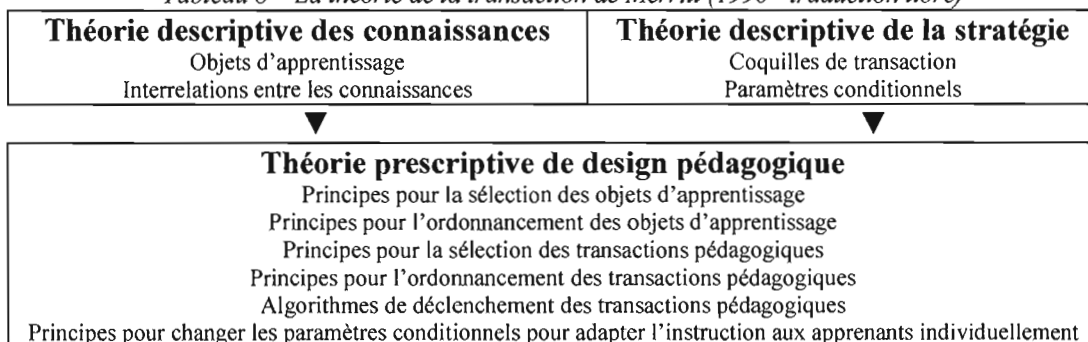 Théorie descriptive des connaissances
Objets d'apprentissage
Interrelations entre les connaissances
Théorie descriptive de la stratégie
Coquilles de transaction
Paramètres conditionnels
Théorie prescriptive de design pédagogique
Principes pour la sélection des objets d'apprentissage
Principes pour l'ordonnancement des objets d'apprentissage
Principes pour la sélection des transactions pédagogiques
Principes pour l'ordonnancement des transactions pédagogiques
Algorithmes de déclenchement des transactions pédagogiques
Principes pour changer les paramètres conditionnels pour adapter l'instruction aux apprenants individuellement